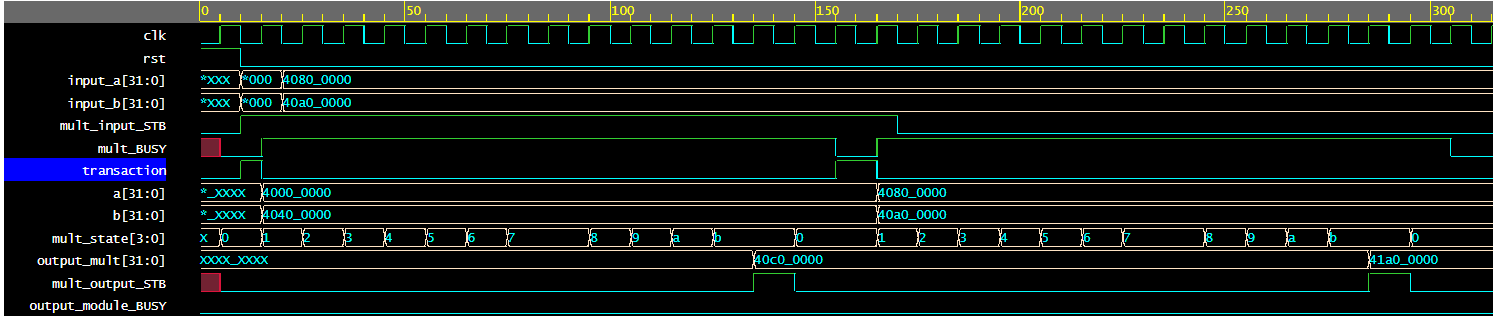 0 50 100 150 200 250 300
clk
rst
input_a[31:0] *XXX *000 4080_0000
input_b[31:0] *XXX *000 40a0_0000
mult_input_STB
mult_BUSY
transaction
a[31:0] *_XXXX 4000_0000 4080_0000
b[31:0] *_XXXX 4040_0000 40a0_0000
mult_state[3:0] X 0 1 2 3 4 5 6 7 8 9 a b 0 1 2 3 4 5 6 7 8 9 a b 0
output_mult[31:0] XXXX_XXXX 40c0_0000 41a0_0000
mult_output_STB
output_module_BUSY